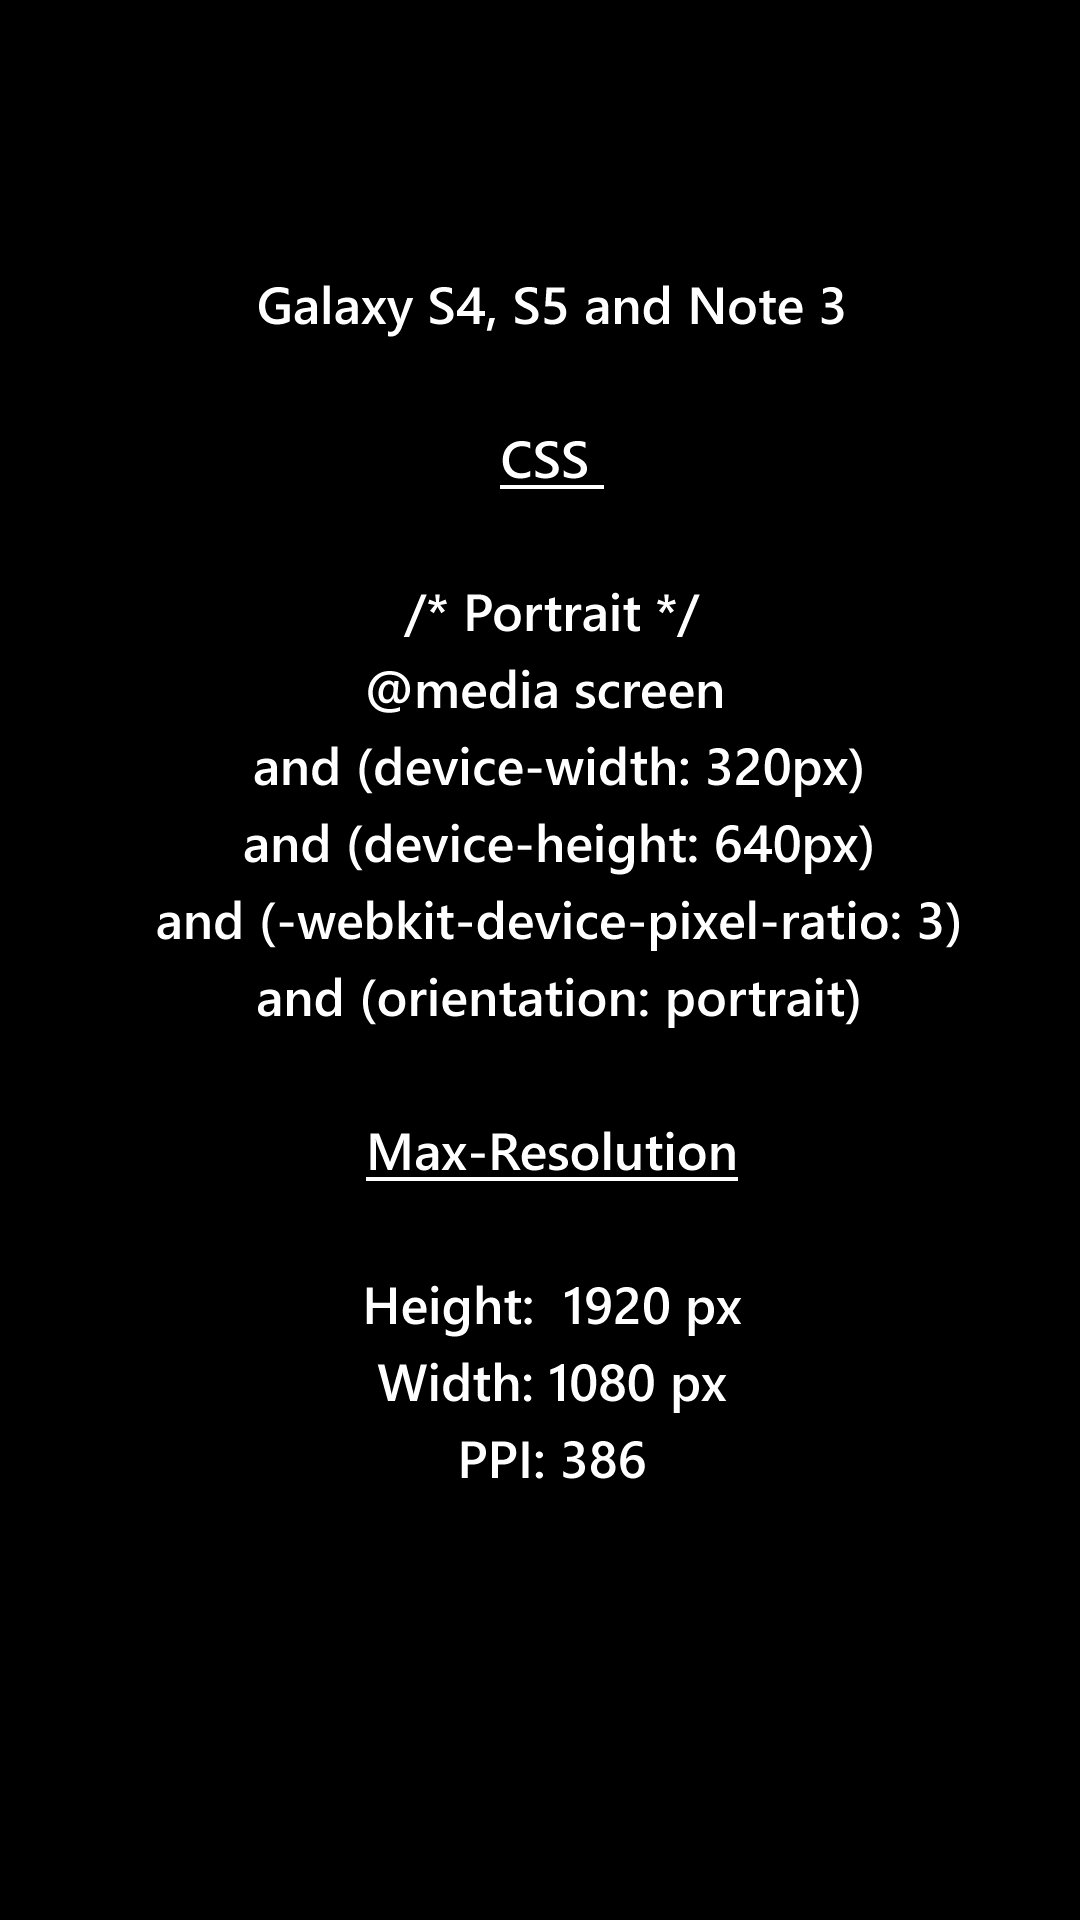 Galaxy S4, S5 and Note 3
CSS
/* Portrait */
@media screen
and (device-width: 320px)
and (device-height: 640px)
and (-webkit-device-pixel-ratio: 3)
and (orientation: portrait)
Max-Resolution
Height:  1920 px
Width: 1080 px
PPI: 386